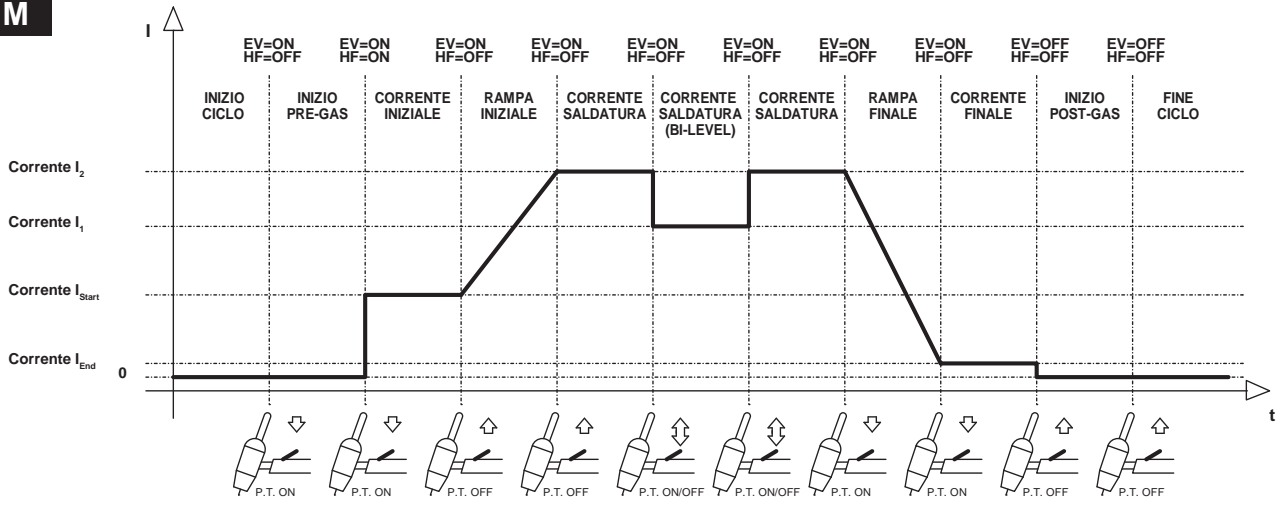 M
I
EV=ON EV=ON EV=ON EV=ON EV=ON EV=ON EV=ON EV=ON EV=OFF EV=OFF
HF=OFF HF=ON HF=OFF HF=OFF HF=OFF HF=OFF HF=OFF HF=OFF HF=OFF HF=OFF
INIZIO CICLO
INIZIO PRE-GAS
CORRENTE INIZIALE
RAMPA INIZIALE
CORRENTE SALDATURA
CORRENTE SALDATURA (BI-LEVEL)
CORRENTE SALDATURA
RAMPA FINALE
CORRENTE FINALE
INIZIO POST-GAS
FINE CICLO
Corrente I2
Corrente I1
Corrente IStart
Corrente IEnd
0
t
P.T. ON P.T. ON P.T. OFF P.T. OFF P.T. ON/OFF P.T. ON/OFF P.T. ON P.T. ON P.T. OFF P.T. OFF